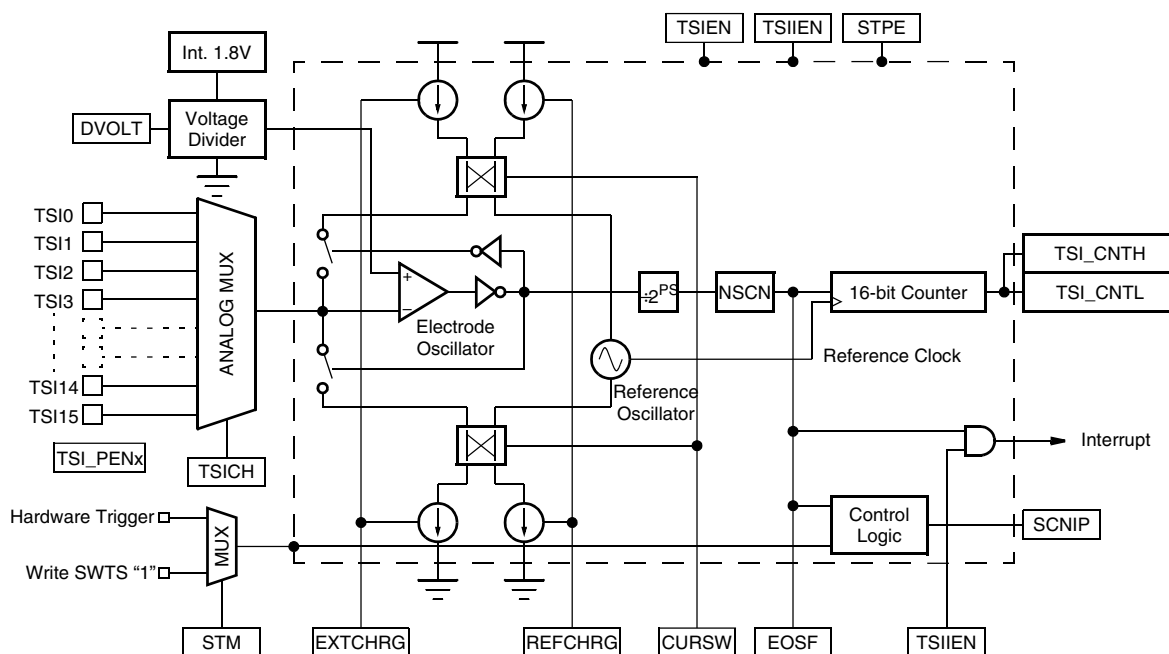 TSIEN
TSIIEN
STPE
Int. 1.8V
DVOLT
Voltage
Divider
TSI0
TSI1
TSI2
TSI3
TSI14
TSI15
ANALOG MUX
TSI_PENx
TSICH
+
−
Electrode
Oscillator
÷2^PS
NSCN
16-bit Counter
TSI_CNTH
TSI_CNTL
Reference Clock
Reference
Oscillator
Interrupt
Control
Logic
SCNIP
Hardware Trigger
Write SWTS “1”
MUX
STM
EXTCHRG
REFCHRG
CURSW
EOSF
TSIIEN